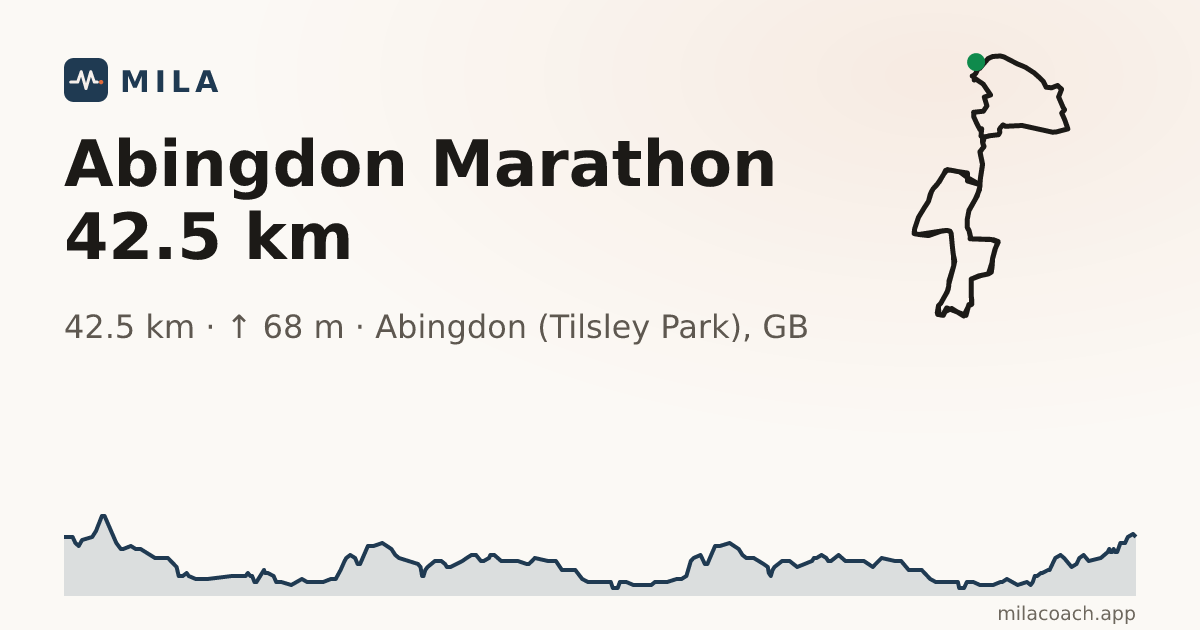 MILA
Abingdon Marathon
42.5 km
42.5 km · ↑ 68 m · Abingdon (Tilsley Park), GB
milacoach.app